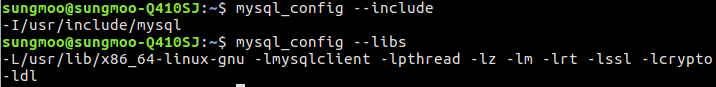 sungmoo@sungmoo-Q410SJ:~$ mysql_config --include
-I/usr/include/mysql
sungmoo@sungmoo-Q410SJ:~$ mysql_config --libs
-L/usr/lib/x86_64-linux-gnu -lmysqlclient -lpthread -lz -lm -lrt -lssl -lcrypto
-ldl